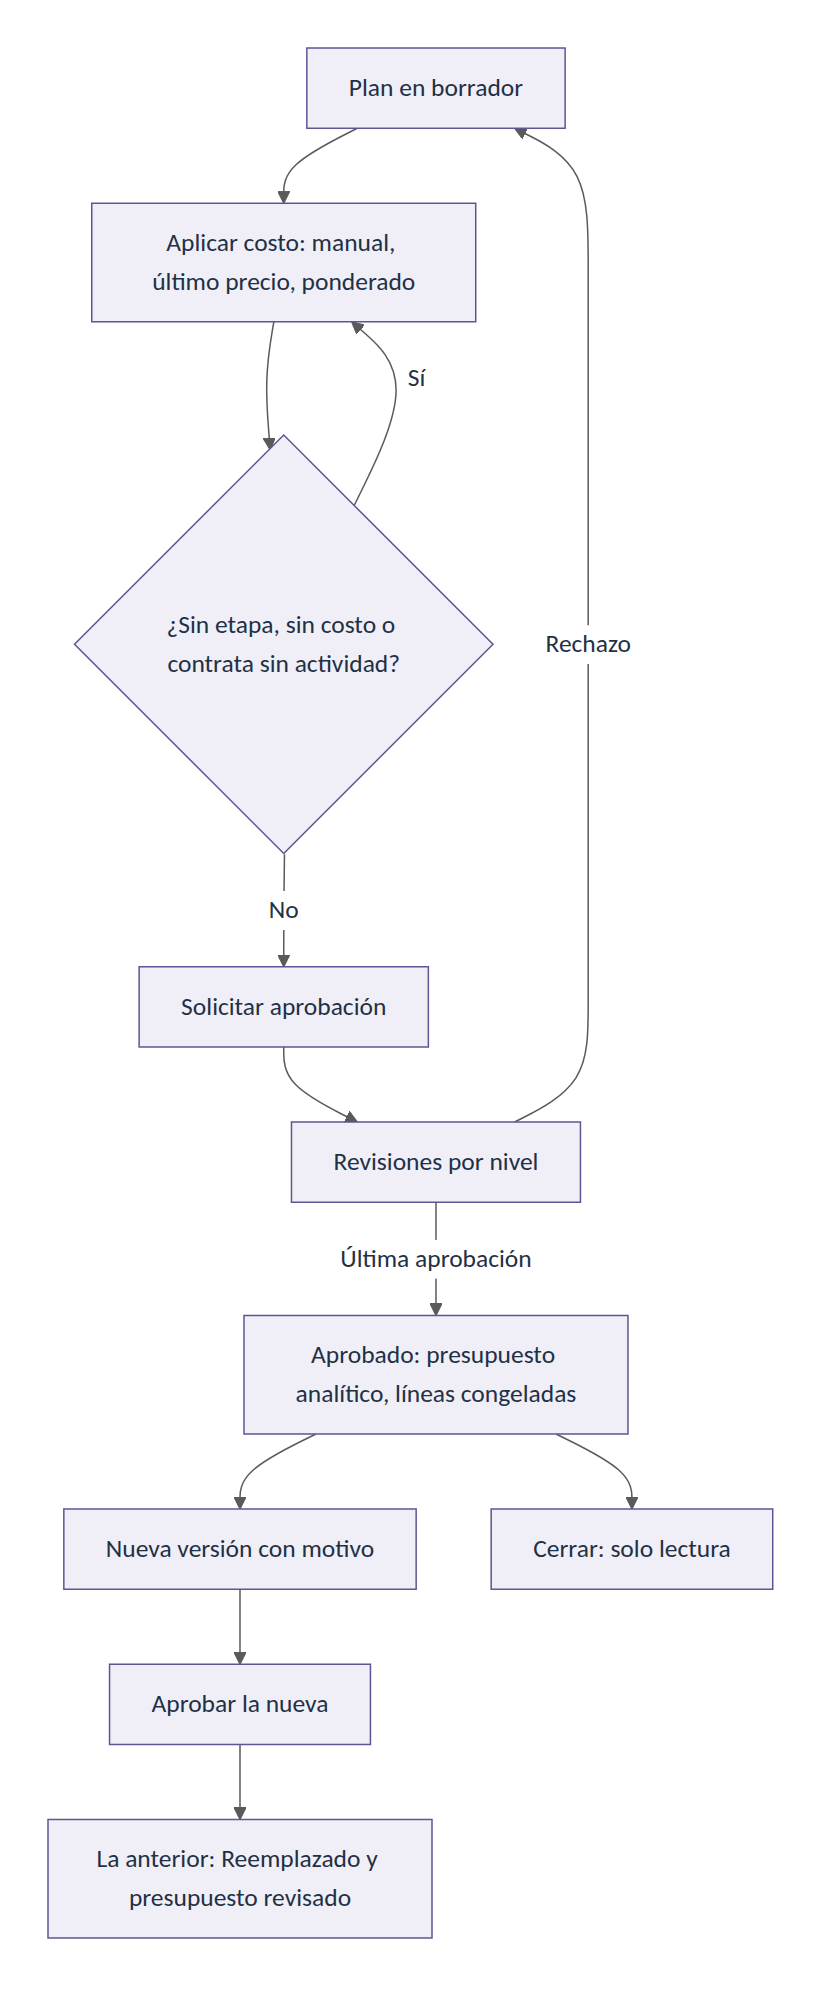 Plan en borrador
Aplicar costo: manual,
último precio, ponderado
Sí
¿Sin etapa, sin costo o
contrata sin actividad?
Rechazo
No
Solicitar aprobación
Revisiones por nivel
Última aprobación
Aprobado: presupuesto
analítico, líneas congeladas
Nueva versión con motivo
Cerrar: solo lectura
Aprobar la nueva
La anterior: Reemplazado y
presupuesto revisado